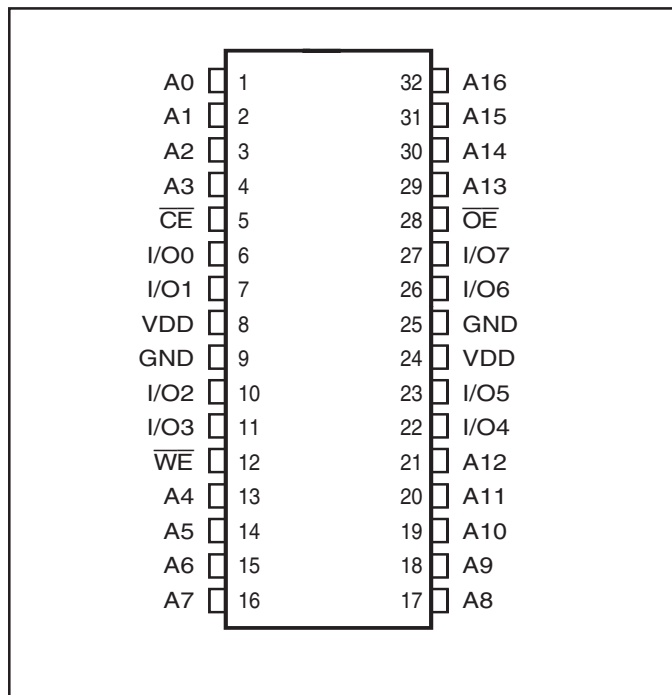 A0 1 32 A16
A1 2 31 A15
A2 3 30 A14
A3 4 29 A13
C̅E̅ 5 28 O̅E̅
I/O0 6 27 I/O7
I/O1 7 26 I/O6
VDD 8 25 GND
GND 9 24 VDD
I/O2 10 23 I/O5
I/O3 11 22 I/O4
W̅E̅ 12 21 A12
A4 13 20 A11
A5 14 19 A10
A6 15 18 A9
A7 16 17 A8